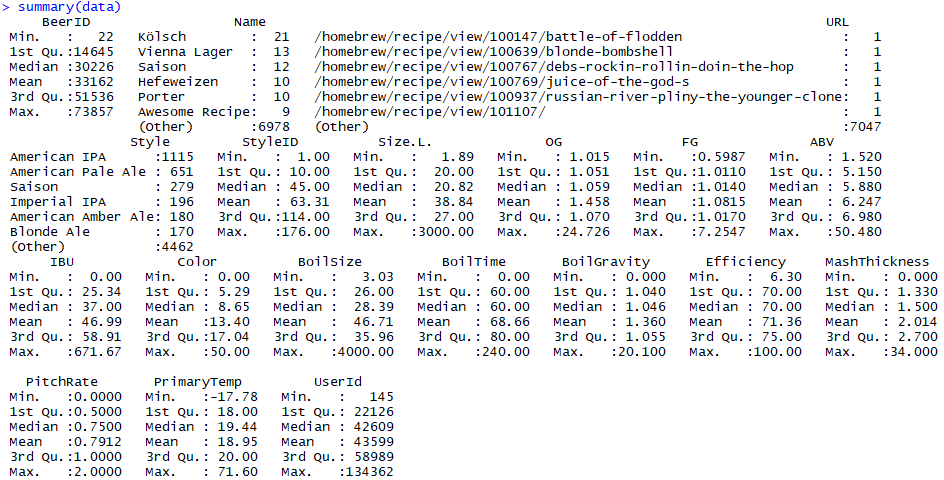 > summary(data)
     BeerID                 Name                                                                          URL
 Min.   :   22   Kölsch        :  21   /homebrew/recipe/view/100147/battle-of-flodden                    :   1
 1st Qu.:14645   Vienna Lager  :  13   /homebrew/recipe/view/100639/blonde-bombshell                     :   1
 Median :30226   Saison        :  12   /homebrew/recipe/view/100767/debs-rockin-rollin-doin-the-hop      :   1
 Mean   :33162   Hefeweizen    :  10   /homebrew/recipe/view/100769/juice-of-the-god-s                   :   1
 3rd Qu.:51536   Porter        :  10   /homebrew/recipe/view/100937/russian-river-pliny-the-younger-clone:   1
 Max.   :73857   Awesome Recipe:   9   /homebrew/recipe/view/101107/                                     :   1
                 (Other)       :6978   (Other)                                                           :7047
                Style         StyleID           Size.L.              OG               FG              ABV
 American IPA      :1115   Min.   :  1.00   Min.   :   1.89   Min.   : 1.015   Min.   :0.5987   Min.   : 1.520
 American Pale Ale : 651   1st Qu.: 10.00   1st Qu.:  20.00   1st Qu.: 1.051   1st Qu.:1.0110   1st Qu.: 5.150
 Saison            : 279   Median : 45.00   Median :  20.82   Median : 1.059   Median :1.0140   Median : 5.880
 Imperial IPA      : 196   Mean   : 63.31   Mean   :  38.84   Mean   : 1.458   Mean   :1.0815   Mean   : 6.247
 American Amber Ale: 180   3rd Qu.:114.00   3rd Qu.:  27.00   3rd Qu.: 1.070   3rd Qu.:1.0170   3rd Qu.: 6.980
 Blonde Ale        : 170   Max.   :176.00   Max.   :3000.00   Max.   :24.726   Max.   :7.2547   Max.   :50.480
 (Other)           :4462
      IBU             Color          BoilSize          BoilTime       BoilGravity       Efficiency     MashThickness
 Min.   :  0.00   Min.   : 0.00   Min.   :   3.03   Min.   :  0.00   Min.   : 0.000   Min.   :  6.30   Min.   : 0.000
 1st Qu.: 25.34   1st Qu.: 5.29   1st Qu.:  26.00   1st Qu.: 60.00   1st Qu.: 1.040   1st Qu.: 70.00   1st Qu.: 1.330
 Median : 37.00   Median : 8.65   Median :  28.39   Median : 60.00   Median : 1.046   Median : 70.00   Median : 1.500
 Mean   : 46.99   Mean   :13.40   Mean   :  46.71   Mean   : 68.66   Mean   : 1.360   Mean   : 71.36   Mean   : 2.014
 3rd Qu.: 58.91   3rd Qu.:17.04   3rd Qu.:  35.96   3rd Qu.: 80.00   3rd Qu.: 1.055   3rd Qu.: 75.00   3rd Qu.: 2.700
 Max.   :671.67   Max.   :50.00   Max.   :4000.00   Max.   :240.00   Max.   :20.100   Max.   :100.00   Max.   :34.000
   PitchRate       PrimaryTemp         UserId
 Min.   :0.0000   Min.   :-17.78   Min.   :   145
 1st Qu.:0.5000   1st Qu.: 18.00   1st Qu.: 22126
 Median :0.7500   Median : 19.44   Median : 42609
 Mean   :0.7912   Mean   : 18.95   Mean   : 43599
 3rd Qu.:1.0000   3rd Qu.: 20.00   3rd Qu.: 58989
 Max.   :2.0000   Max.   : 71.60   Max.   :134362